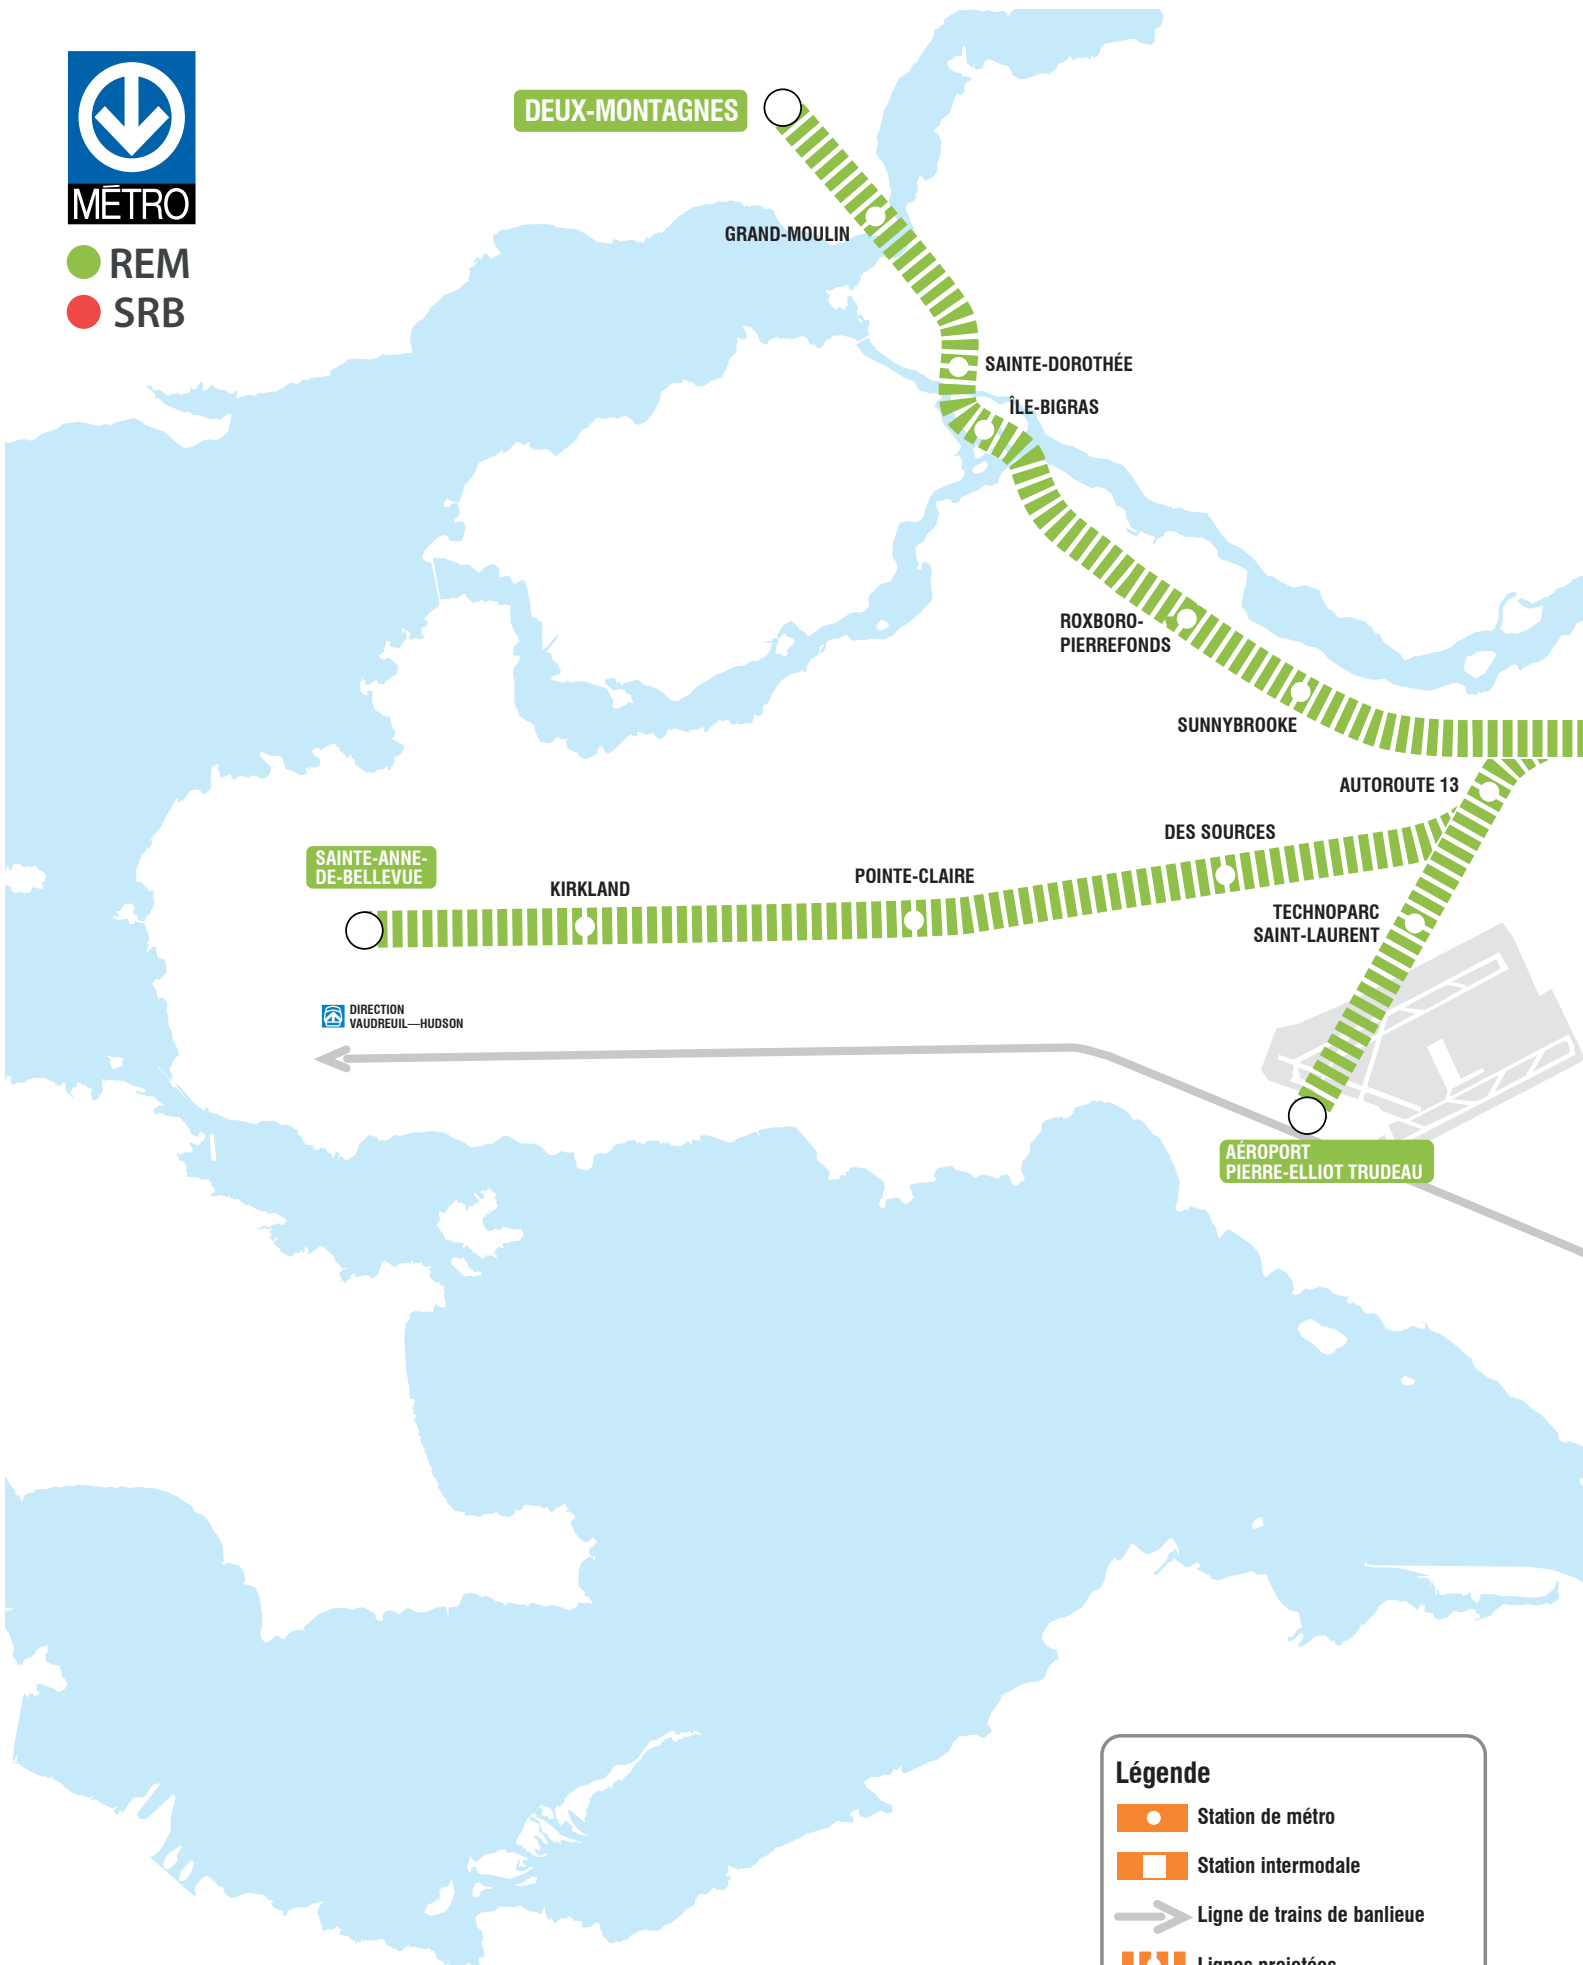 MÉTRO
REM
SRB
DEUX-MONTAGNES
GRAND-MOULIN
SAINTE-DOROTHÉE
ÎLE-BIGRAS
ROXBORO-
PIERREFONDS
SUNNYBROOKE
AUTOROUTE 13
DES SOURCES
POINTE-CLAIRE
KIRKLAND
SAINTE-ANNE-
DE-BELLEVUE
TECHNOPARC
SAINT-LAURENT
DIRECTION
VAUDREUIL—HUDSON
AÉROPORT
PIERRE-ELLIOT TRUDEAU
Légende
Station de métro
Station intermodale
Ligne de trains de banlieue
Lignes projetées